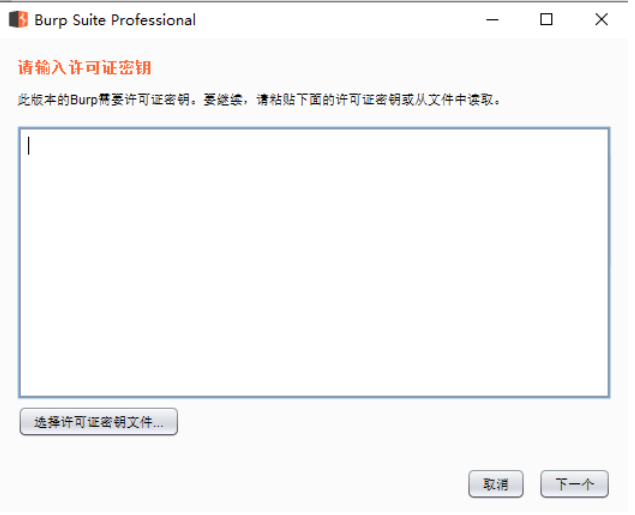 Burp Suite Professional
请输入许可证密钥
此版本的Burp需要许可证密钥。要继续，请粘贴下面的许可证密钥或从文件中读取。
选择许可证密钥文件...
取消 下一个